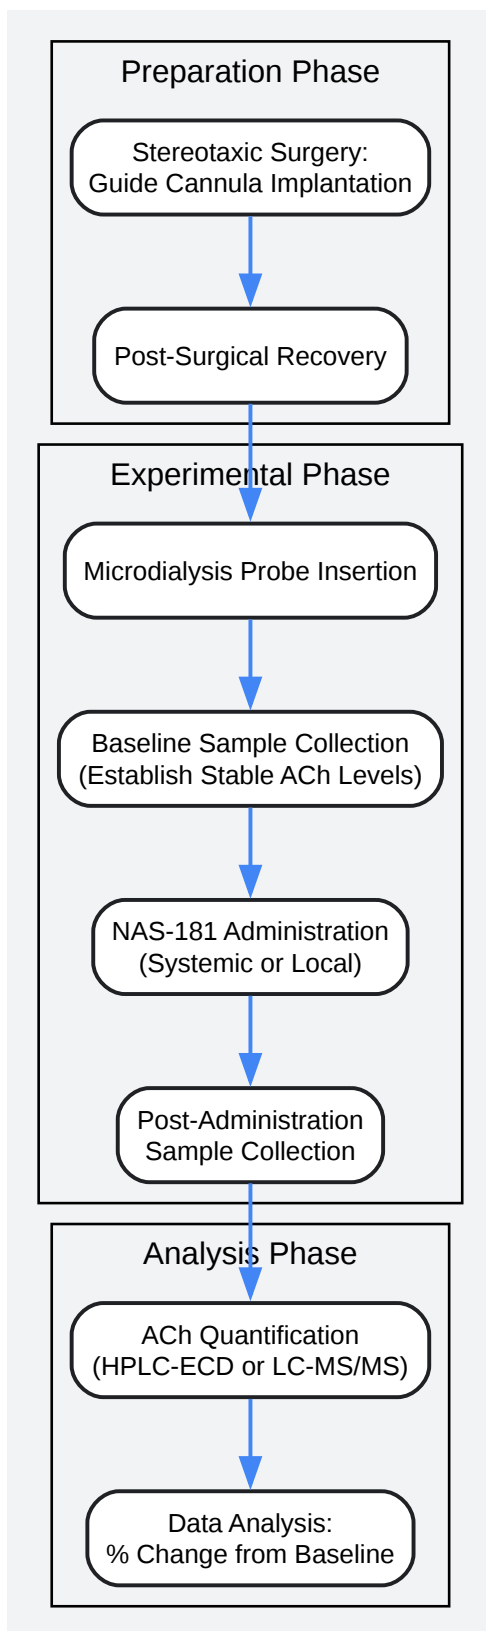 Preparation Phase
Stereotaxic Surgery:
Guide Cannula Implantation
Post-Surgical Recovery
Experimental Phase
Microdialysis Probe Insertion
Baseline Sample Collection
(Establish Stable ACh Levels)
NAS-181 Administration
(Systemic or Local)
Post-Administration
Sample Collection
Analysis Phase
ACh Quantification
(HPLC-ECD or LC-MS/MS)
Data Analysis:
% Change from Baseline